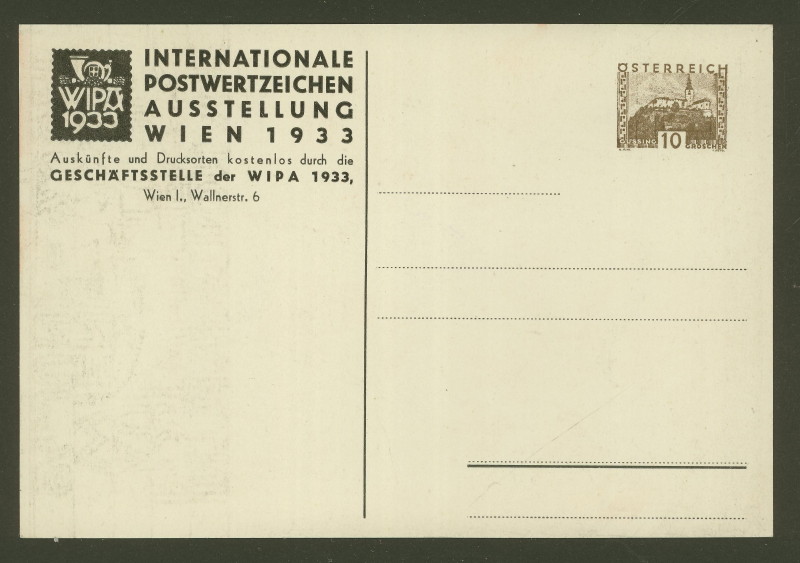 WIPA
1933
INTERNATIONALE
POSTWERTZEICHEN
AUSSTELLUNG
WIEN 1933
Auskünfte und Drucksorten kostenlos durch die
GESCHÄFTSSTELLE der WIPA 1933,
Wien I., Wallnerstr. 6
ÖSTERREICH
GÜSSING 10 GROSCHEN